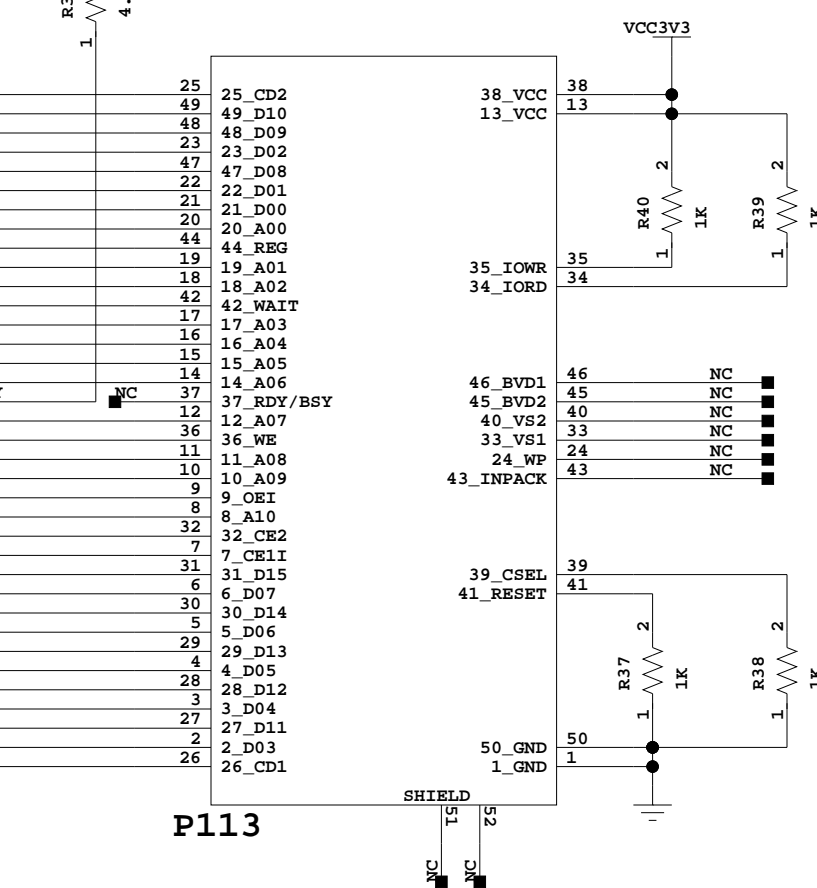 VCC3V3
1
25 25_CD2 38_VCC 38
49 49_D10 13_VCC 13
48 48_D09
23 23_D02
47 47_D08
22 22_D01
21 21_D00
20 20_A00
44 44_REG
19 19_A01 35_IOWR 35
18 18_A02 34_IORD 34
42 42_WAIT
17 17_A03
16 16_A04
15 15_A05
14 14_A06 46_BVD1 46 NC
NC 37 37_RDY/BSY 45_BVD2 45 NC
12 12_A07 40_VS2 40 NC
36 36_WE 33_VS1 33 NC
11 11_A08 24_WP 24 NC
10 10_A09 43_INPACK 43 NC
9 9_OEI
8 8_A10
32 32_CE2
7 7_CE1I
31 31_D15 39_CSEL 39
6 6_D07 41_RESET 41
30 30_D14
5 5_D06
29 29_D13
4 4_D05
28 28_D12
3 3_D04
27 27_D11
2 2_D03 50_GND 50
26 26_CD1 1_GND 1
SHIELD
P113
51 NC
52 NC
2 R40 1K 1
2 R39 1K 1
2 R37 1K 1
2 R38 1K 1